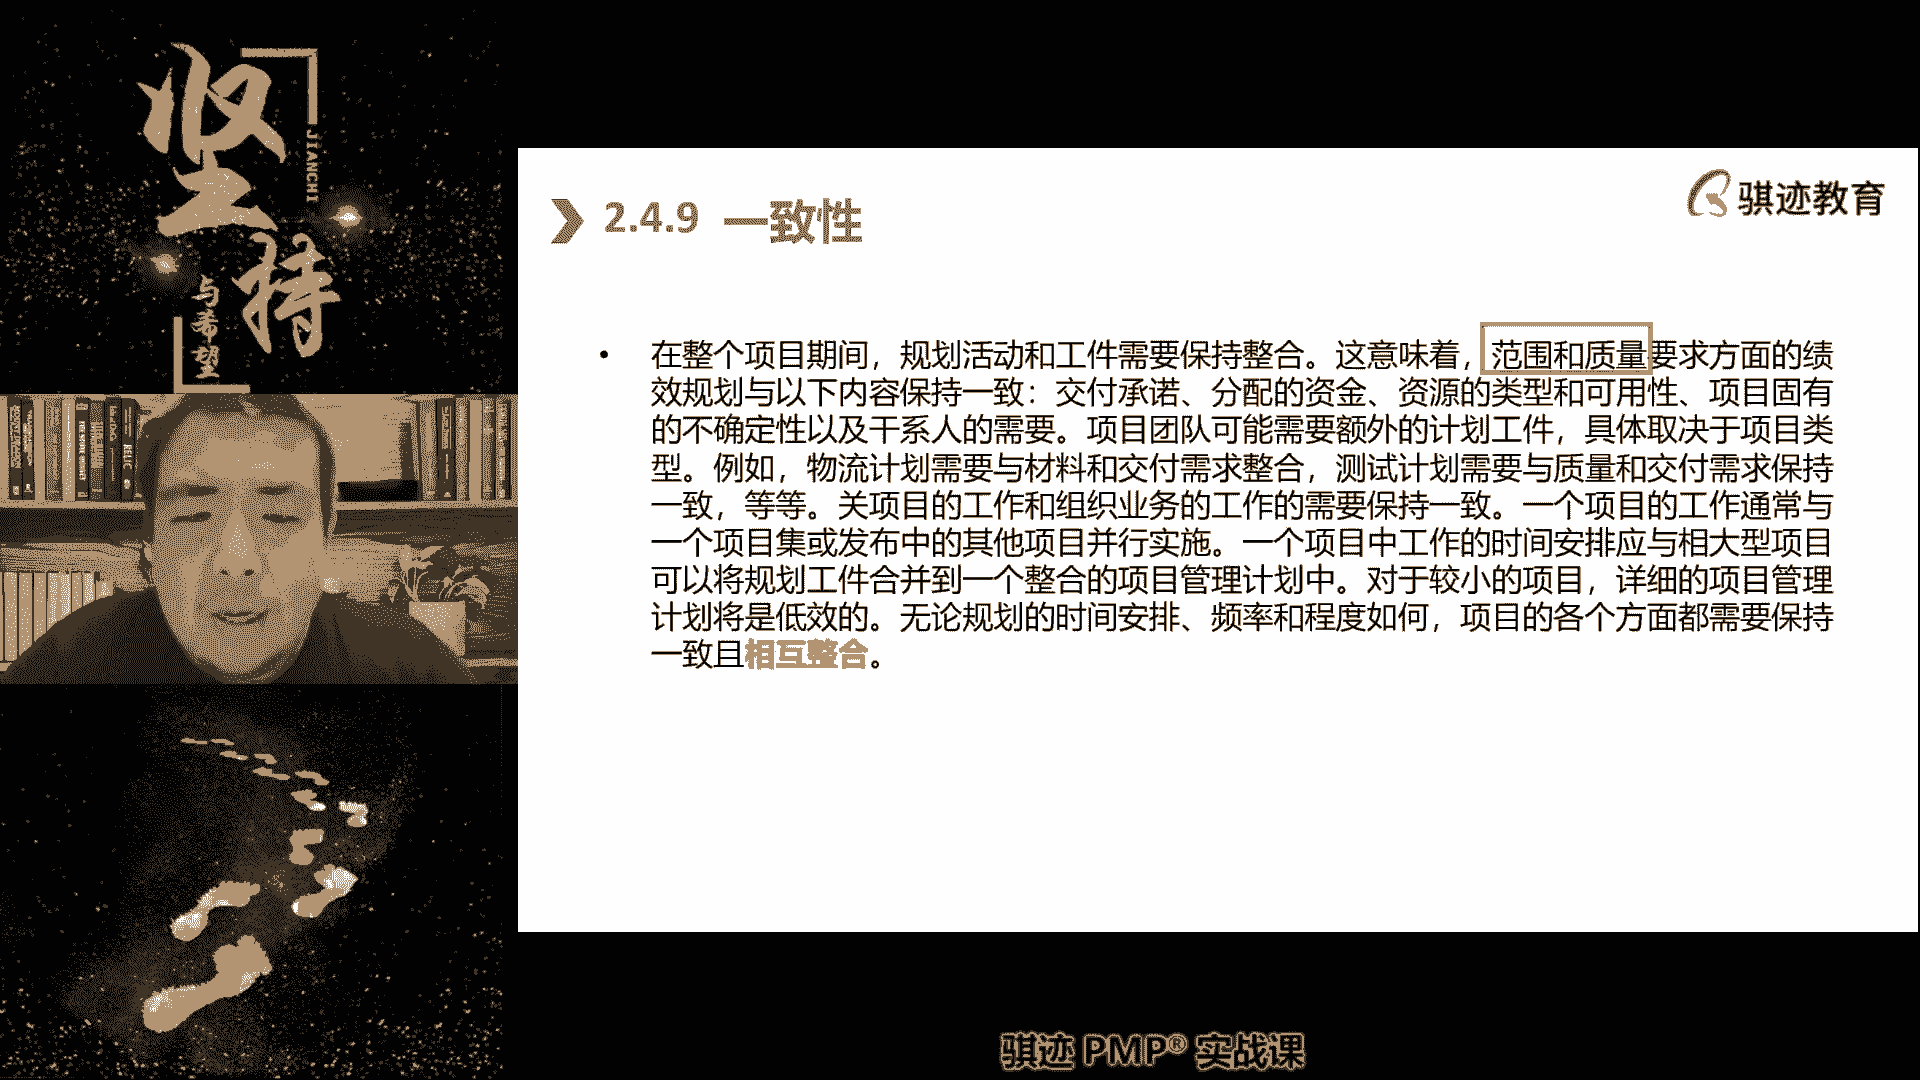 坚持
JIANCHI
与希望
骐迹教育
2.4.9 一致性
• 在整个项目期间，规划活动和工件需要保持整合。这意味着，范围和质量要求方面的绩
效规划与以下内容保持一致：交付承诺、分配的资金、资源的类型和可用性、项目固有
的不确定性以及干系人的需要。项目团队可能需要额外的计划工件，具体取决于项目类
型。例如，物流计划需要与材料和交付需求整合，测试计划需要与质量和交付需求保持
一致，等等。关项目的工作和组织业务的工作的需要保持一致。一个项目的工作通常与
一个项目集或发布中的其他项目并行实施。一个项目中工作的时间安排应与相大型项目
可以将规划工件合并到一个整合的项目管理计划中。对于较小的项目，详细的项目管理
计划将是低效的。无论规划的时间安排、频率和程度如何，项目的各个方面都需要保持
一致且相互整合。
骐迹 PMP® 实战课